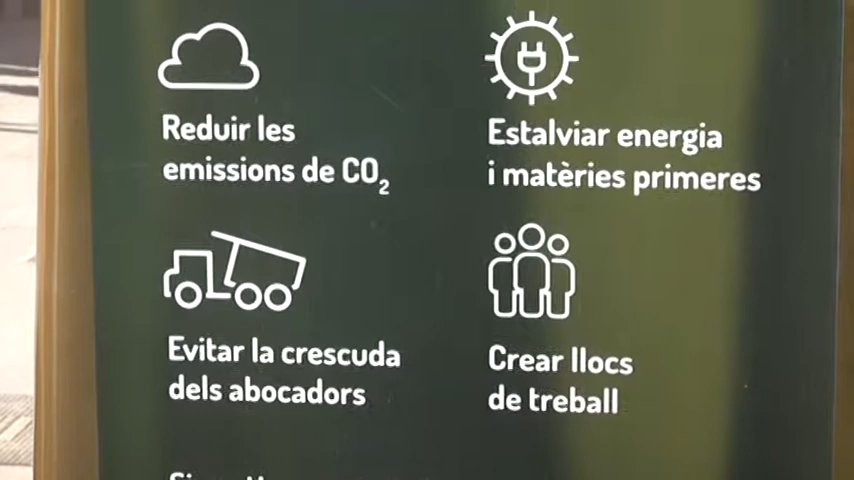 Reduir les
emissions de CO₂
Estalviar energia
i matèries primeres
Evitar la crescuda
dels abocadors
Crear llocs
de treball